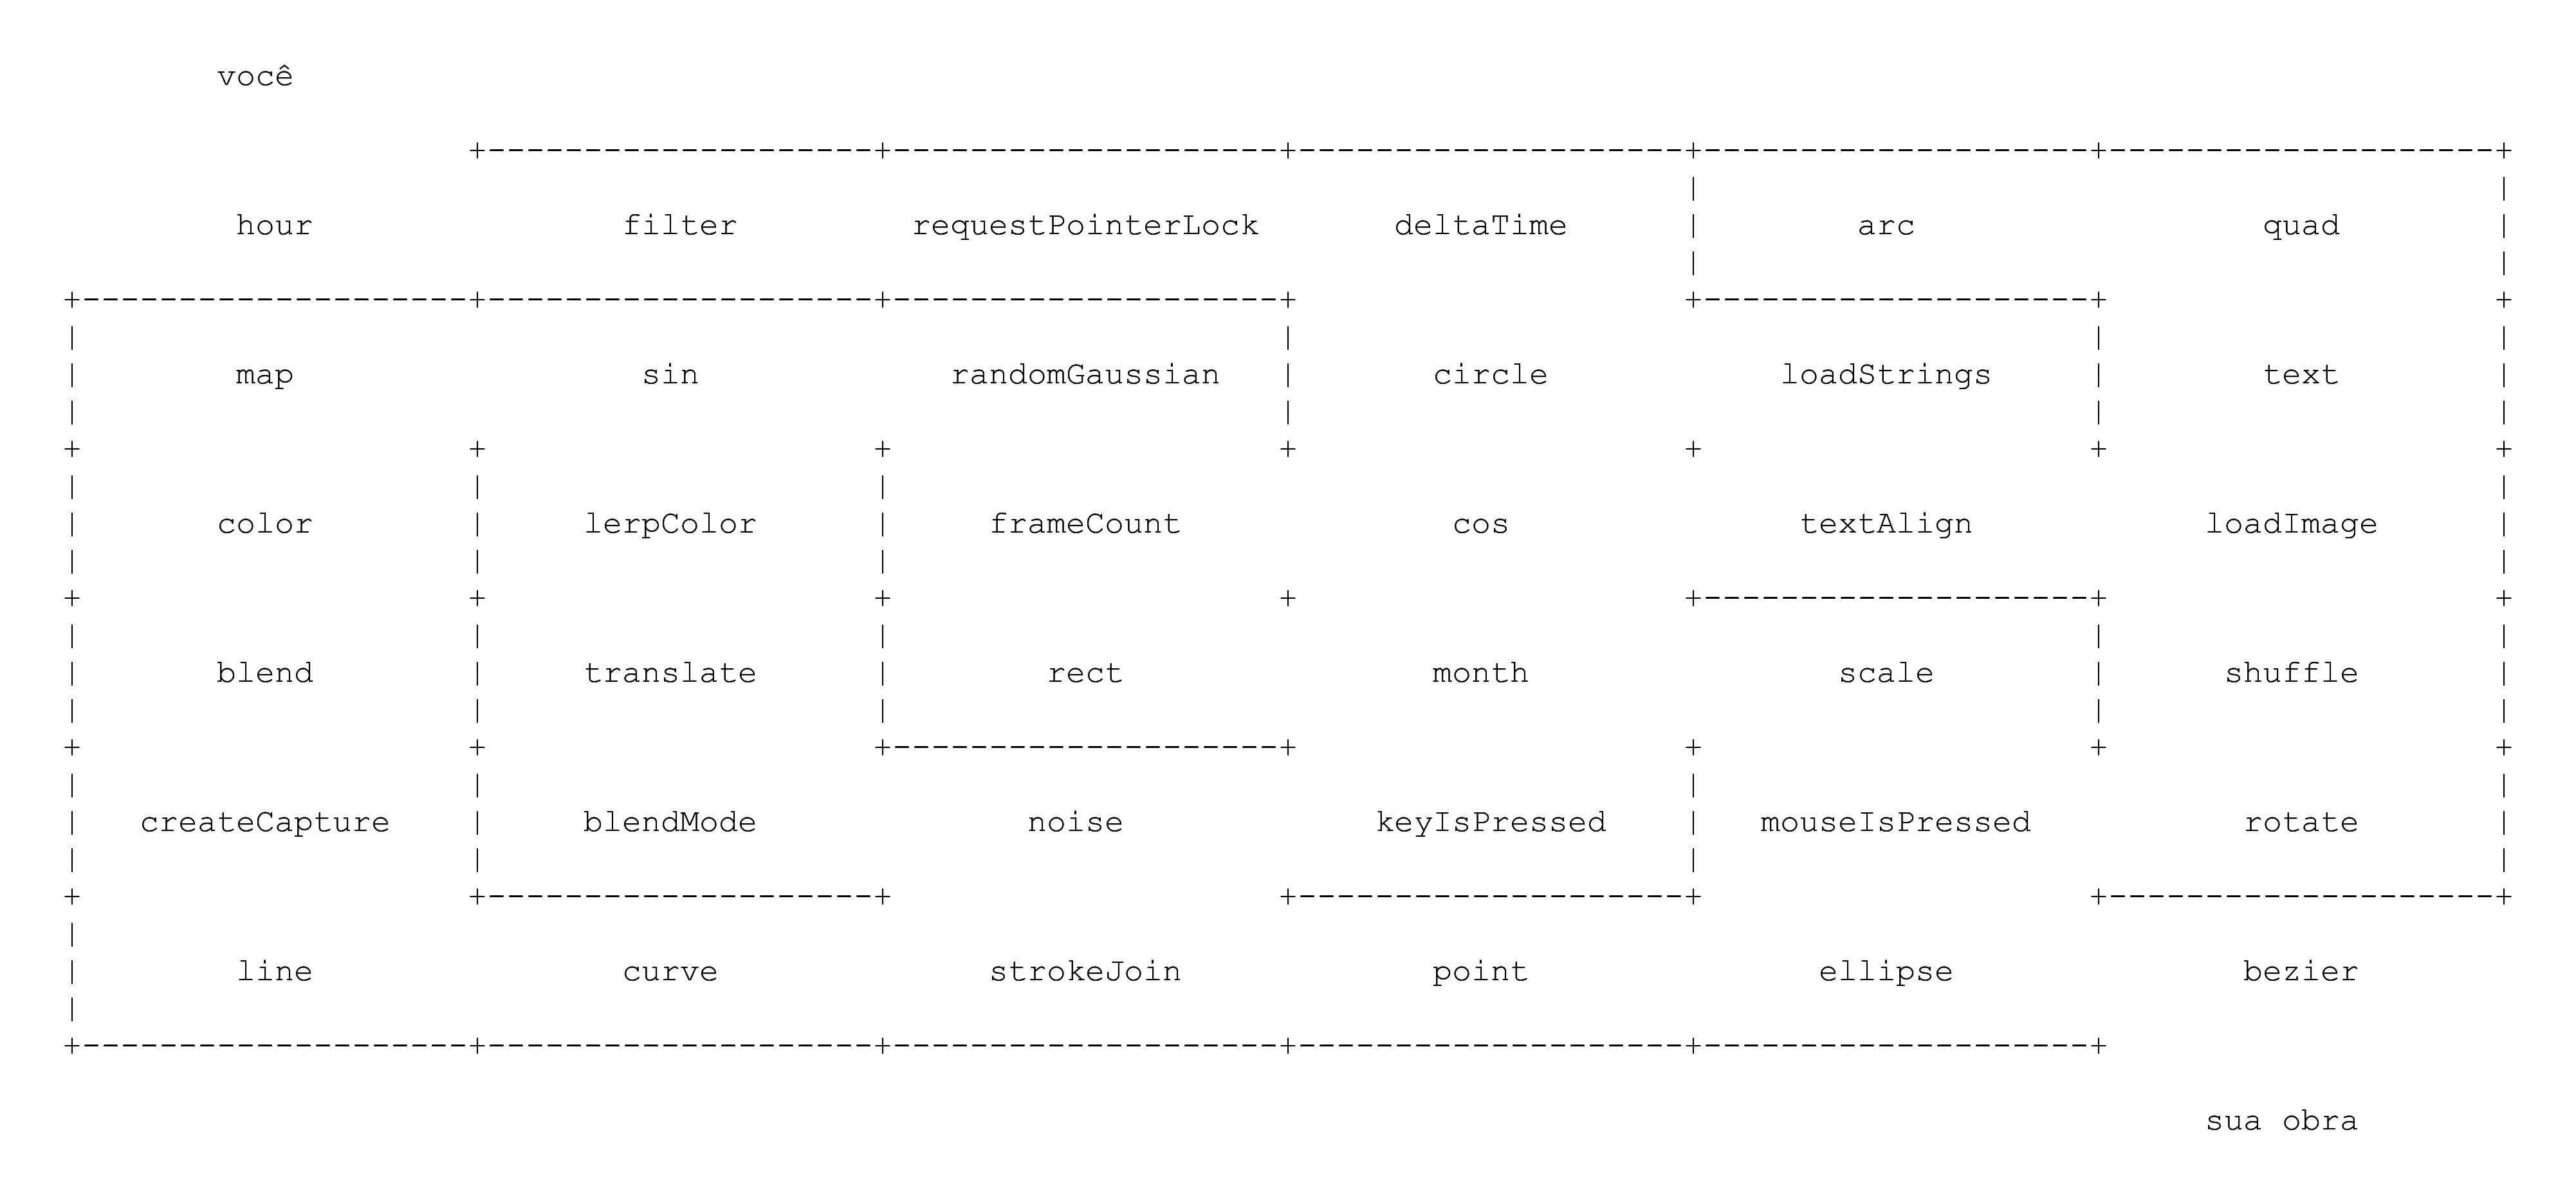 você
hour filter requestPointerLock deltaTime arc quad
map sin randomGaussian circle loadStrings text
color lerpColor frameCount cos textAlign loadImage
blend translate rect month scale shuffle
createCapture blendMode noise keyIsPressed mouseIsPressed rotate
line curve strokeJoin point ellipse bezier
sua obra